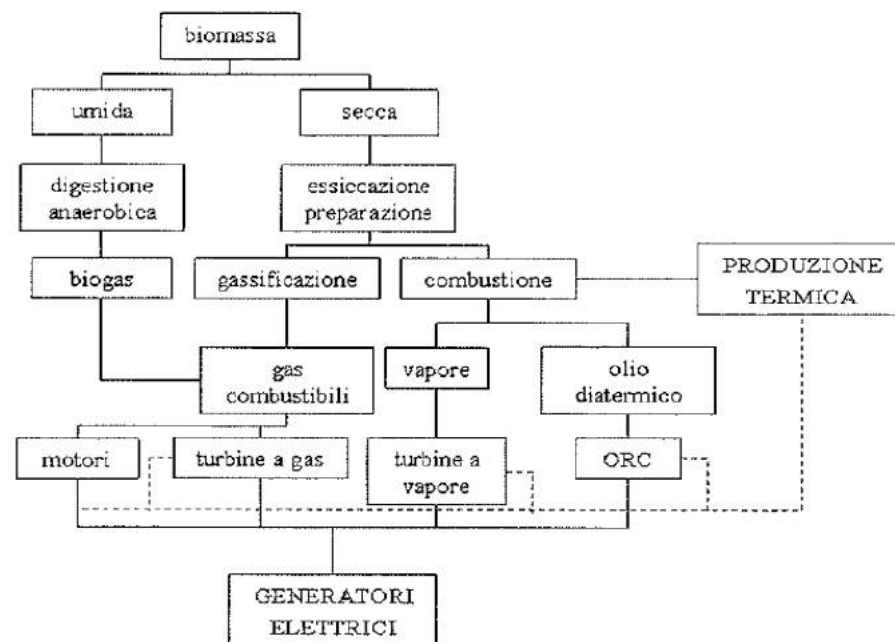 biomassa
umida
secca
digestione
anaerobica
essiccazione
preparazione
biogas
gassificazione
combustione
PRODUZIONE
TERMICA
gas
combustibili
vapore
olio
diatermico
motori
turbine a gas
turbine a
vapore
ORC
GENERATORI
ELETTRICI